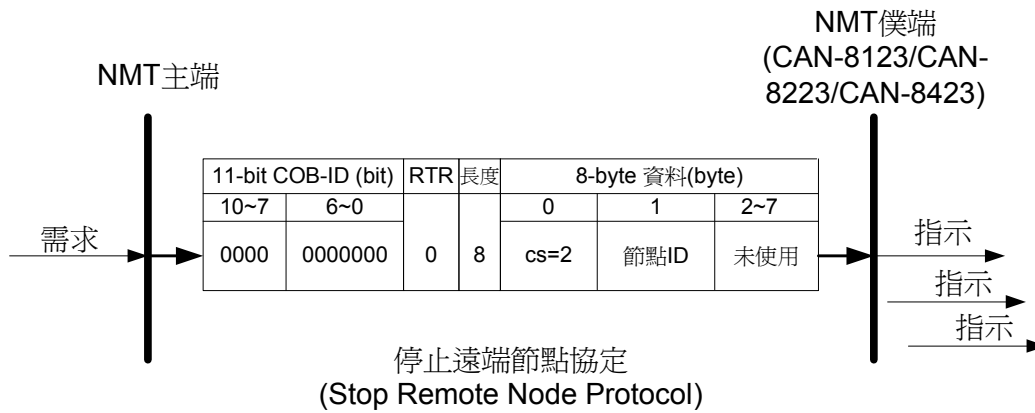 NMT僕端
(CAN-8123/CAN-
8223/CAN-8423)
NMT主端
11-bit COB-ID (bit) RTR 長度 8-byte 資料(byte)
10~7 6~0 0 1 2~7
需求 0000 0000000 0 8 cs=2 節點ID 未使用 指示
指示
指示
停止遠端節點協定
(Stop Remote Node Protocol)